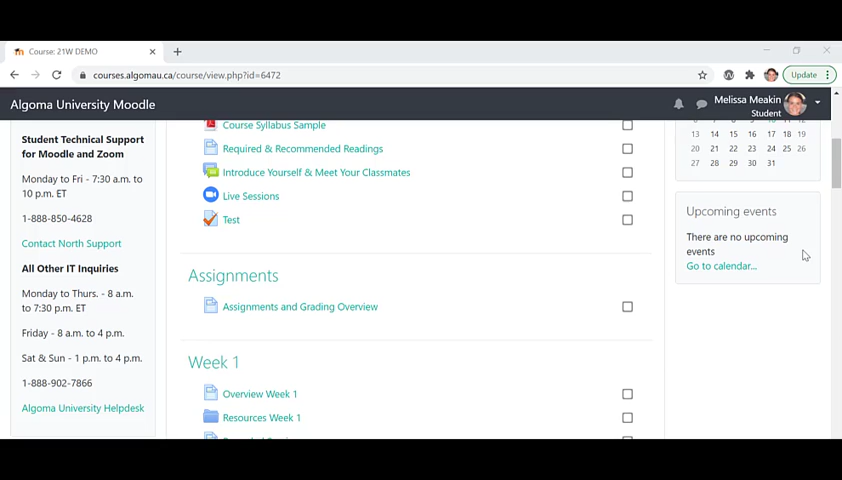 Course: 21W DEMO
courses.algomau.ca/course/view.php?id=6472
Update
Algoma University Moodle
Melissa Meakin
Student
Student Technical Support
for Moodle and Zoom
Monday to Fri - 7:30 a.m. to
10 p.m. ET
1-888-850-4628
Contact North Support
All Other IT Inquiries
Monday to Thurs. - 8 a.m.
to 7:30 p.m. ET
Friday - 8 a.m. to 4 p.m.
Sat & Sun - 1 p.m. to 4 p.m.
1-888-902-7866
Algoma University Helpdesk
Course Syllabus Sample
Required & Recommended Readings
Introduce Yourself & Meet Your Classmates
Live Sessions
Test
Assignments
Assignments and Grading Overview
Week 1
Overview Week 1
Resources Week 1
13 14 15 16 17 18 19
20 21 22 23 24 25 26
27 28 29 30 31
Upcoming events
There are no upcoming
events
Go to calendar...